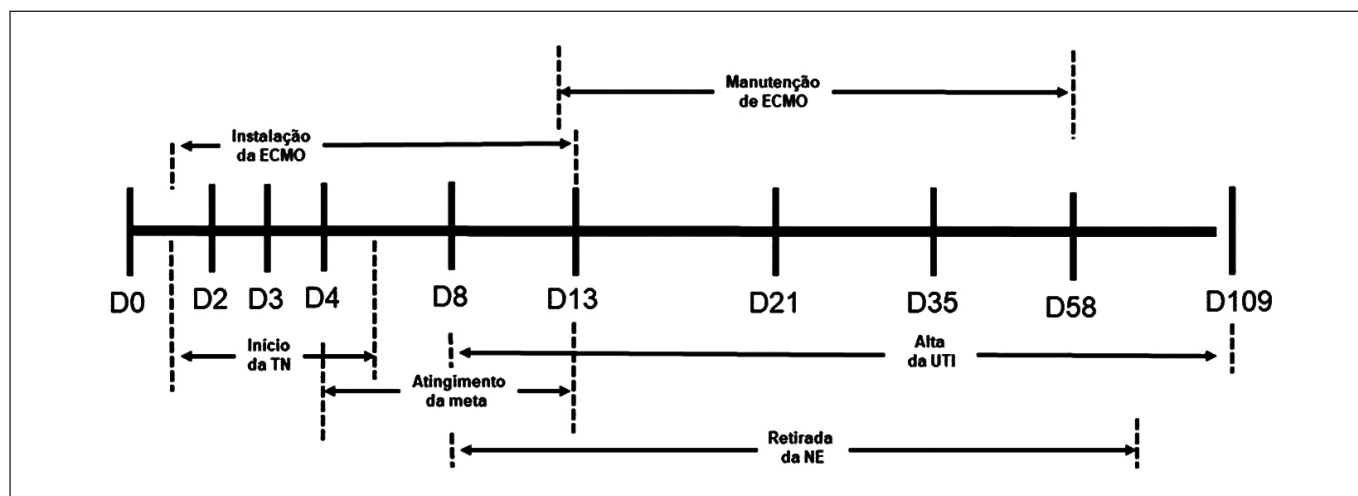 Manutenção
de ECMO
Instalação
da ECMO
D0 D2 D3 D4 D8 D13 D21 D35 D58 D109
Início
da TN
Alta
da UTI
Atingimento
da meta
Retirada
da NE